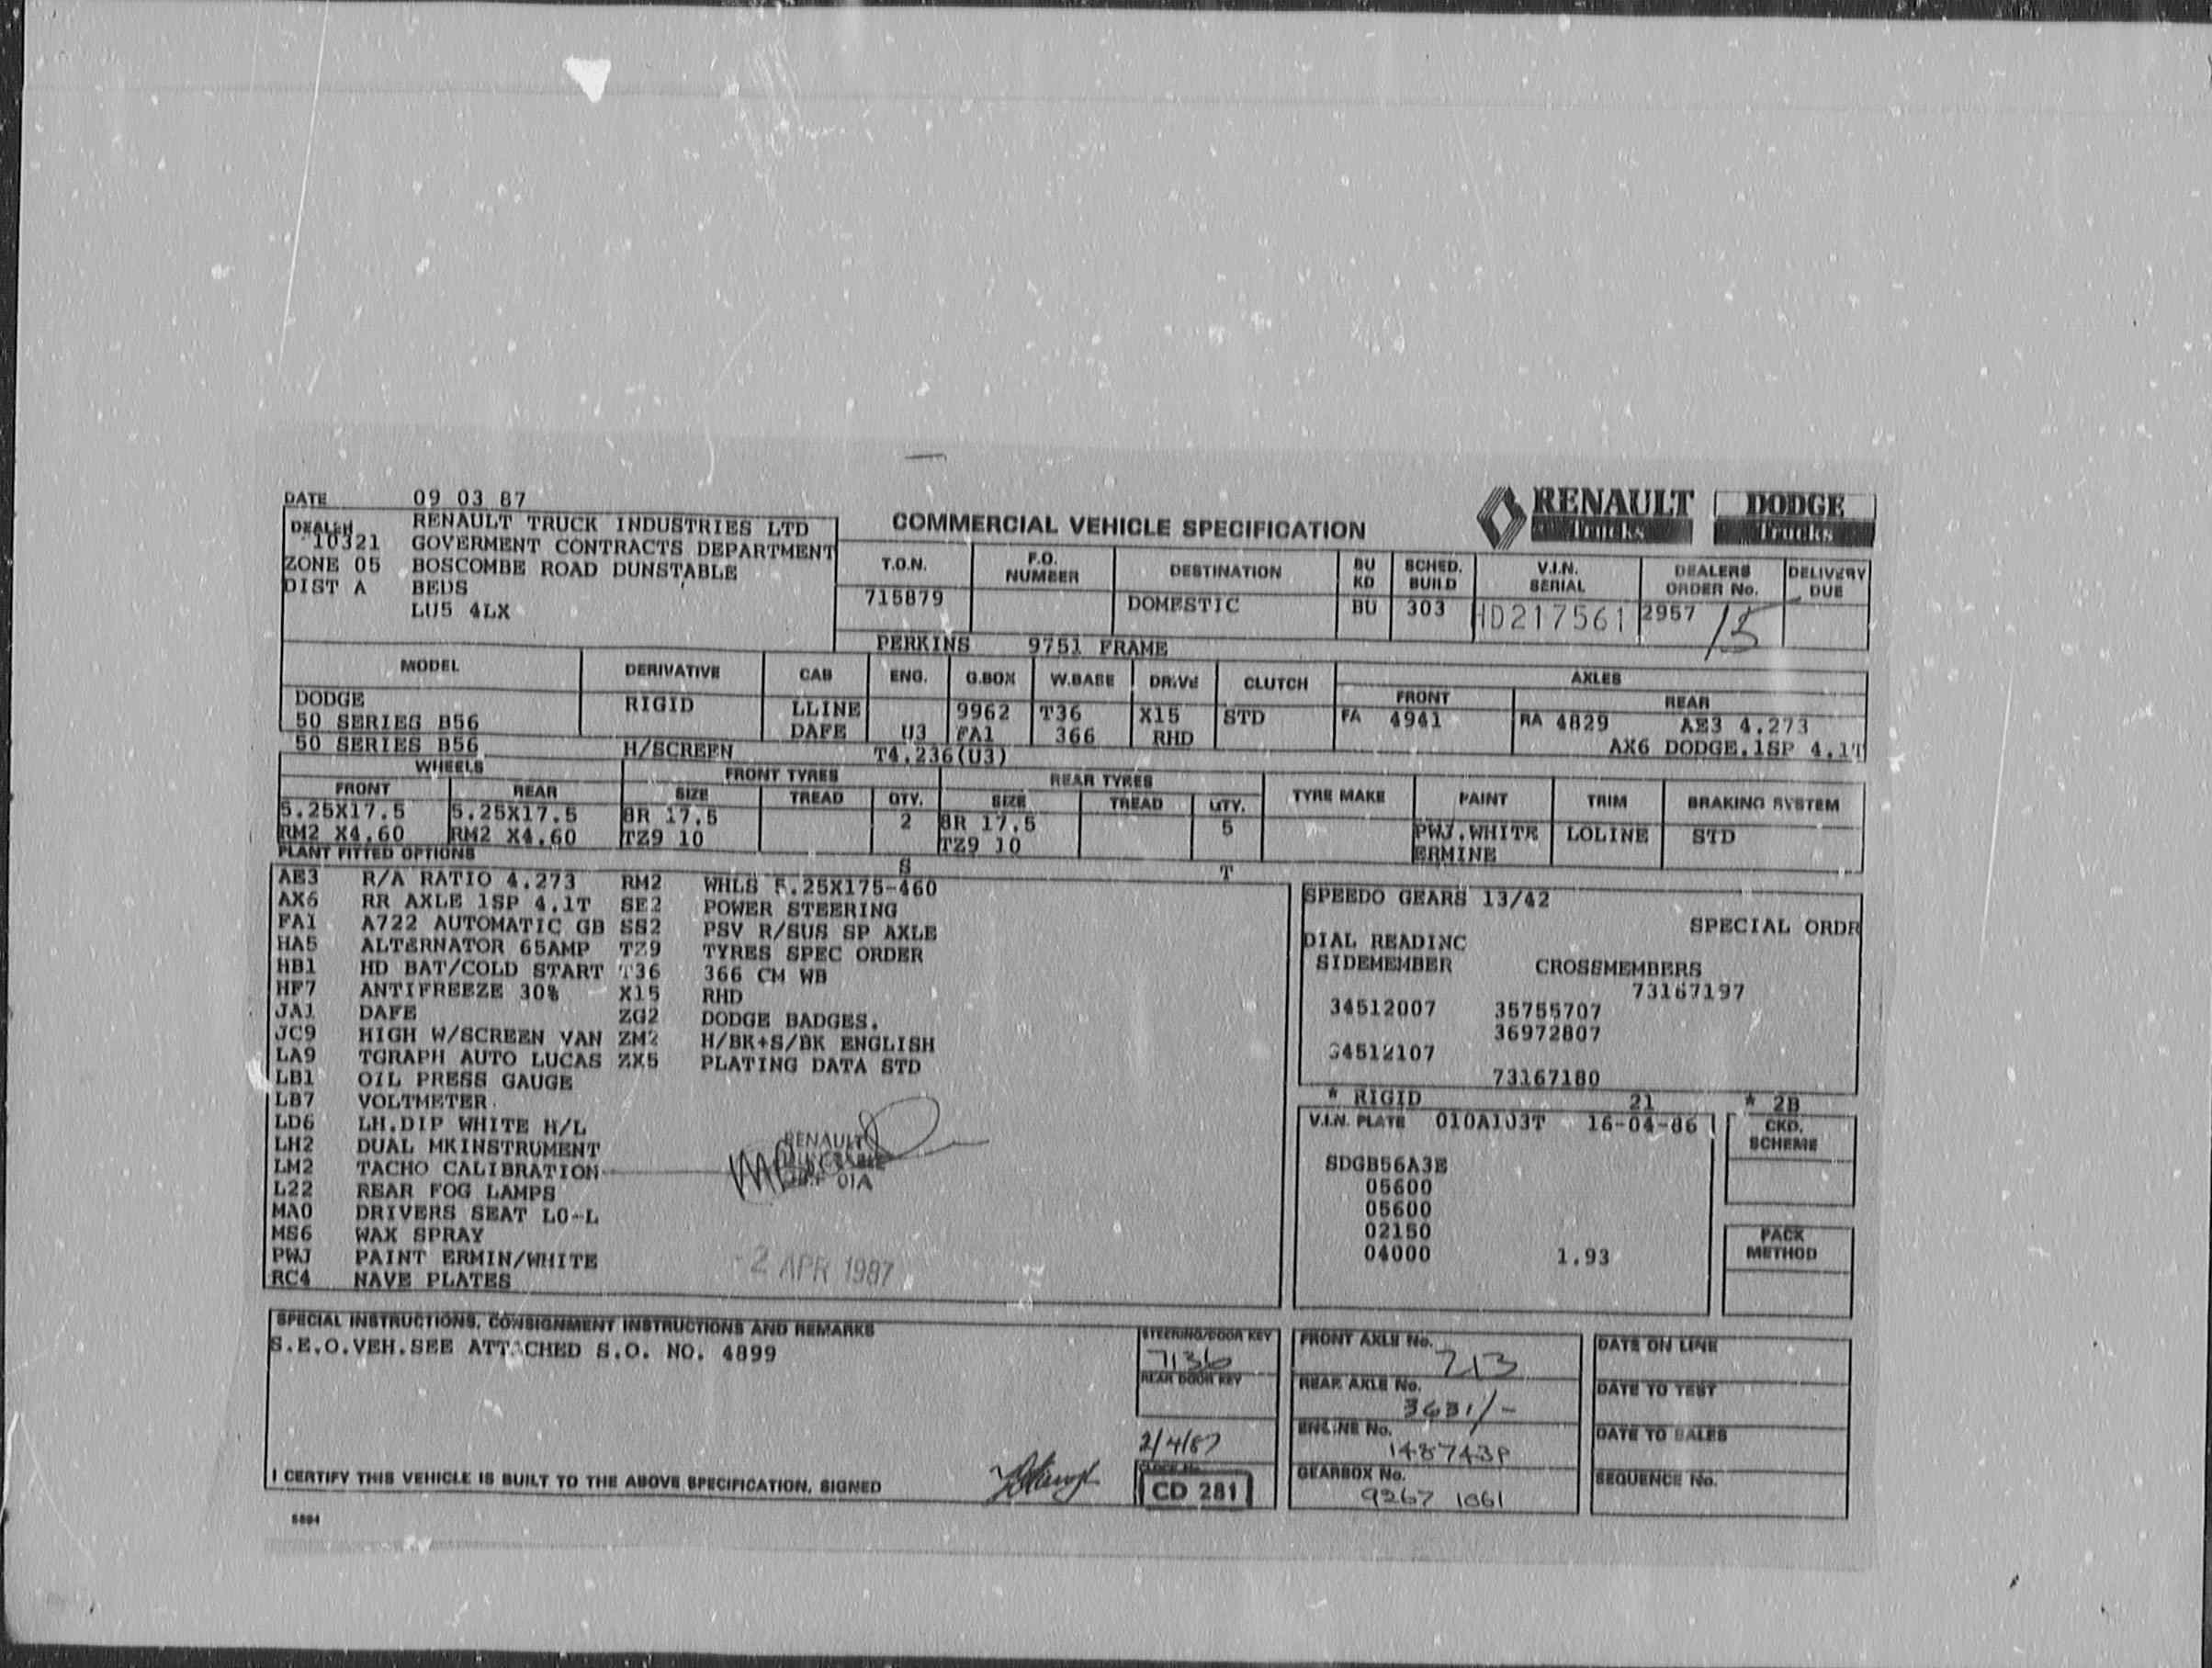 DATE 09 03 87
DEALER RENAULT TRUCK INDUSTRIES LTD
10321 GOVERMENT CONTRACTS DEPARTMENT
ZONE 05 BOSCOMBE ROAD DUNSTABLE
DIST A BEDS
LU5 4LX
COMMERCIAL VEHICLE SPECIFICATION
RENAULT Trucks DODGE Trucks
T.O.N. F.O. NUMBER DESTINATION BU KD SCHED. BUILD V.I.N. SERIAL DEALERS ORDER No. DELIVERY DUE
715879 DOMESTIC BU 303 HD217561 2957 /5
PERKINS 9751 FRAME
MODEL DERIVATIVE CAB ENG. G.BOX W.BASE DRIVE CLUTCH AXLES
FRONT REAR
DODGE RIGID LLINE 9962 T36 X15 STD FA 4941 RA 4829 AE3 4.273
50 SERIES B56 DAFE U3 FA1 366 RHD
50 SERIES B56 H/SCREEN T4.236(U3) AX6 DODGE.1SP 4.1T
WHEELS FRONT TYRES REAR TYRES TYRE MAKE PAINT TRIM BRAKING SYSTEM
FRONT REAR SIZE TREAD QTY. SIZE TREAD QTY.
5.25X17.5 5.25X17.5 8R 17.5 2 8R 17.5 5 PWJ.WHITE LOLINE STD
RM2 X4.60 RM2 X4.60 TZ9 10 TZ9 10 ERMINE
PLANT FITTED OPTIONS S T
AE3 R/A RATIO 4.273 RM2 WHLS 5.25X175-460
AX6 RR AXLE 1SP 4.1T SE2 POWER STEERING
FA1 A722 AUTOMATIC GB SS2 PSV R/SUS SP AXLE
HA5 ALTERNATOR 65AMP TZ9 TYRES SPEC ORDER
HB1 HD BAT/COLD START T36 366 CM WB
HF7 ANTIFREEZE 30% X15 RHD
JA1 DAFE ZG2 DODGE BADGES.
JC9 HIGH W/SCREEN VAN ZM2 H/BK+S/BK ENGLISH
LA9 TGRAPH AUTO LUCAS ZX5 PLATING DATA STD
LB1 OIL PRESS GAUGE
LB7 VOLTMETER
LD6 LH.DIP WHITE H/L
LH2 DUAL MKINSTRUMENT
LM2 TACHO CALIBRATION
L22 REAR FOG LAMPS
MA0 DRIVERS SEAT LO-L
MS6 WAX SPRAY
PWJ PAINT ERMIN/WHITE
RC4 NAVE PLATES
RENAULT
01A
2 APR 1987
SPEEDO GEARS 13/42
SPECIAL ORDR
DIAL READING
SIDEMEMBER CROSSMEMBERS
73167197
34512007 35755707
36972807
34512107
73167180
* RIGID 21 * 2B
V.I.N. PLATE 010A103T 16-04-86
CKD. SCHEME
SDGB56A3E
05600
05600
02150
04000 1.93
PACK METHOD
SPECIAL INSTRUCTIONS, CONSIGNMENT INSTRUCTIONS AND REMARKS
S.E.O.VEH.SEE ATTACHED S.O. NO. 4899
STEERING/DOOR KEY
7136
REAR DOOR KEY
2/4/87
CLOCK No.
CD 281
FRONT AXLE No.
213
REAR AXLE No.
3631/-
ENGINE No.
148743P
GEARBOX No.
9267 1061
DATE ON LINE
DATE TO TEST
DATE TO SALES
SEQUENCE No.
I CERTIFY THIS VEHICLE IS BUILT TO THE ABOVE SPECIFICATION, SIGNED